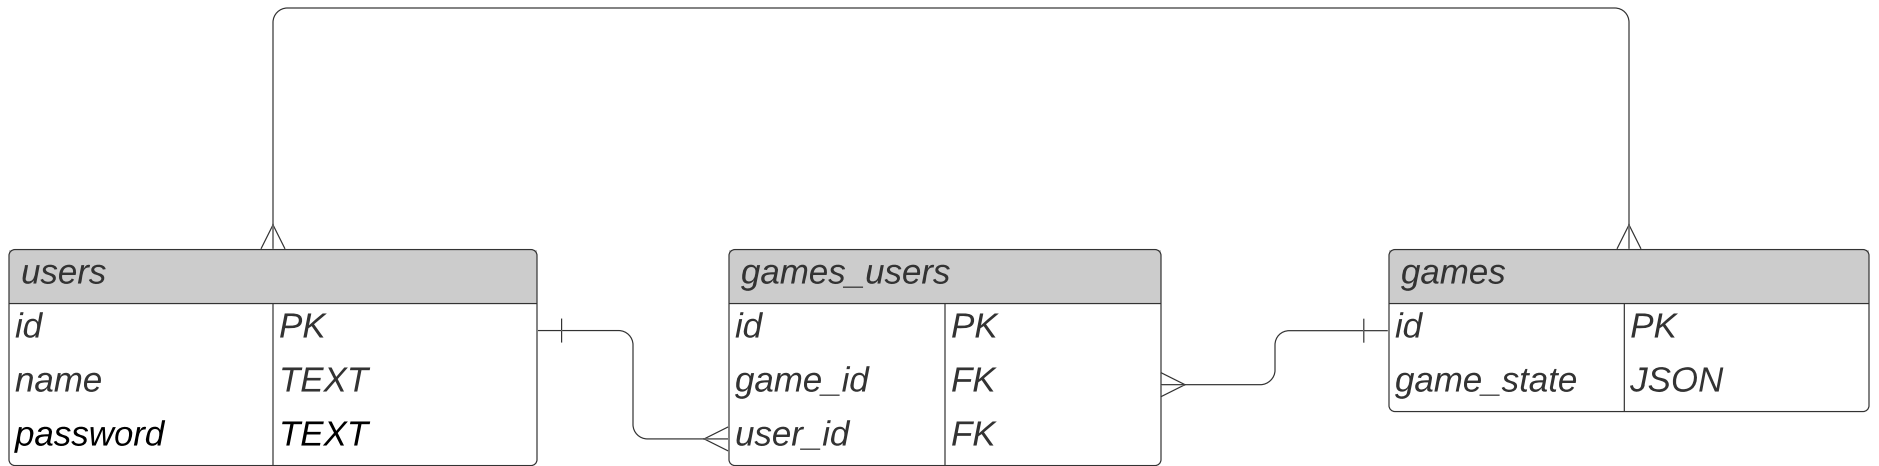 users
id PK
name TEXT
password TEXT
games_users
id PK
game_id FK
user_id FK
games
id PK
game_state JSON